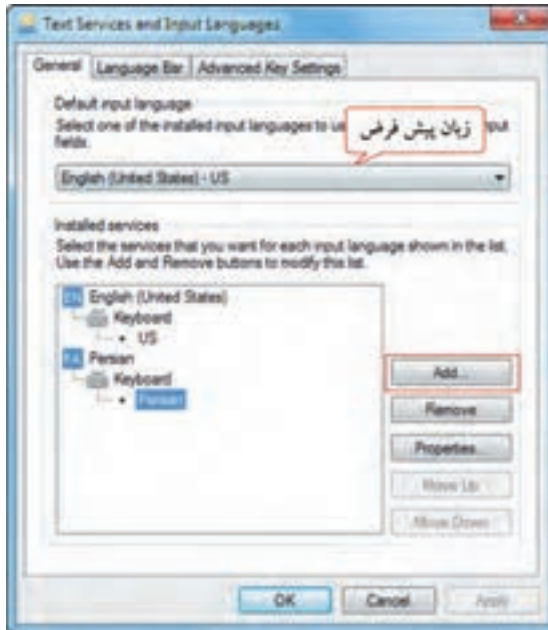 Text Services and Input Languages
General
Language Bar
Advanced Key Settings
Default input language
Select one of the installed input languages to us
put
fields.
زبان پیش فرض
English (United States) - US
Installed services
Select the services that you want for each input language shown in the list.
Use the Add and Remove buttons to modify this list.
EN English (United States)
Keyboard
US
FA Persian
Keyboard
Persian
Add...
Remove
Properties...
Move Up
Move Down
OK
Cancel
Apply